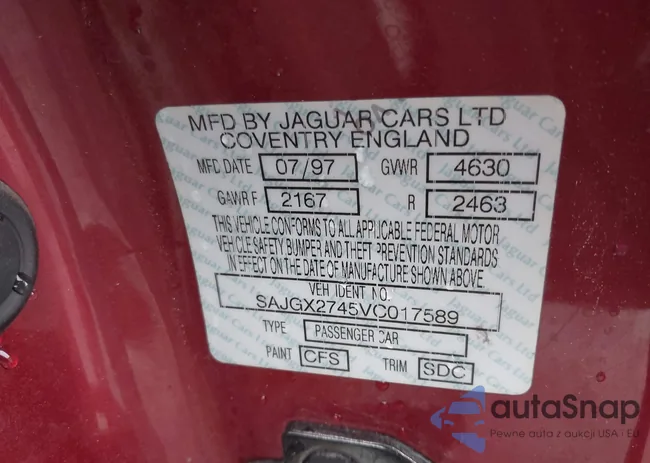 MFD BY JAGUAR CARS LTD
COVENTRY ENGLAND
MFD DATE 07/97 GVWR 4630
GAWR F 2167 R 2463
THIS VEHICLE CONFORMS TO ALL APPLICABLE FEDERAL MOTOR
VEHICLE SAFETY BUMPER AND THEFT PREVENTION STANDARDS
IN EFFECT ON THE DATE OF MANUFACTURE SHOWN ABOVE.
VEH IDENT NO.
SAJGX2745VC017589
TYPE PASSENGER CAR
PAINT CFS TRIM SDC
autaSnap
Pewne auta z aukcji USA i EU